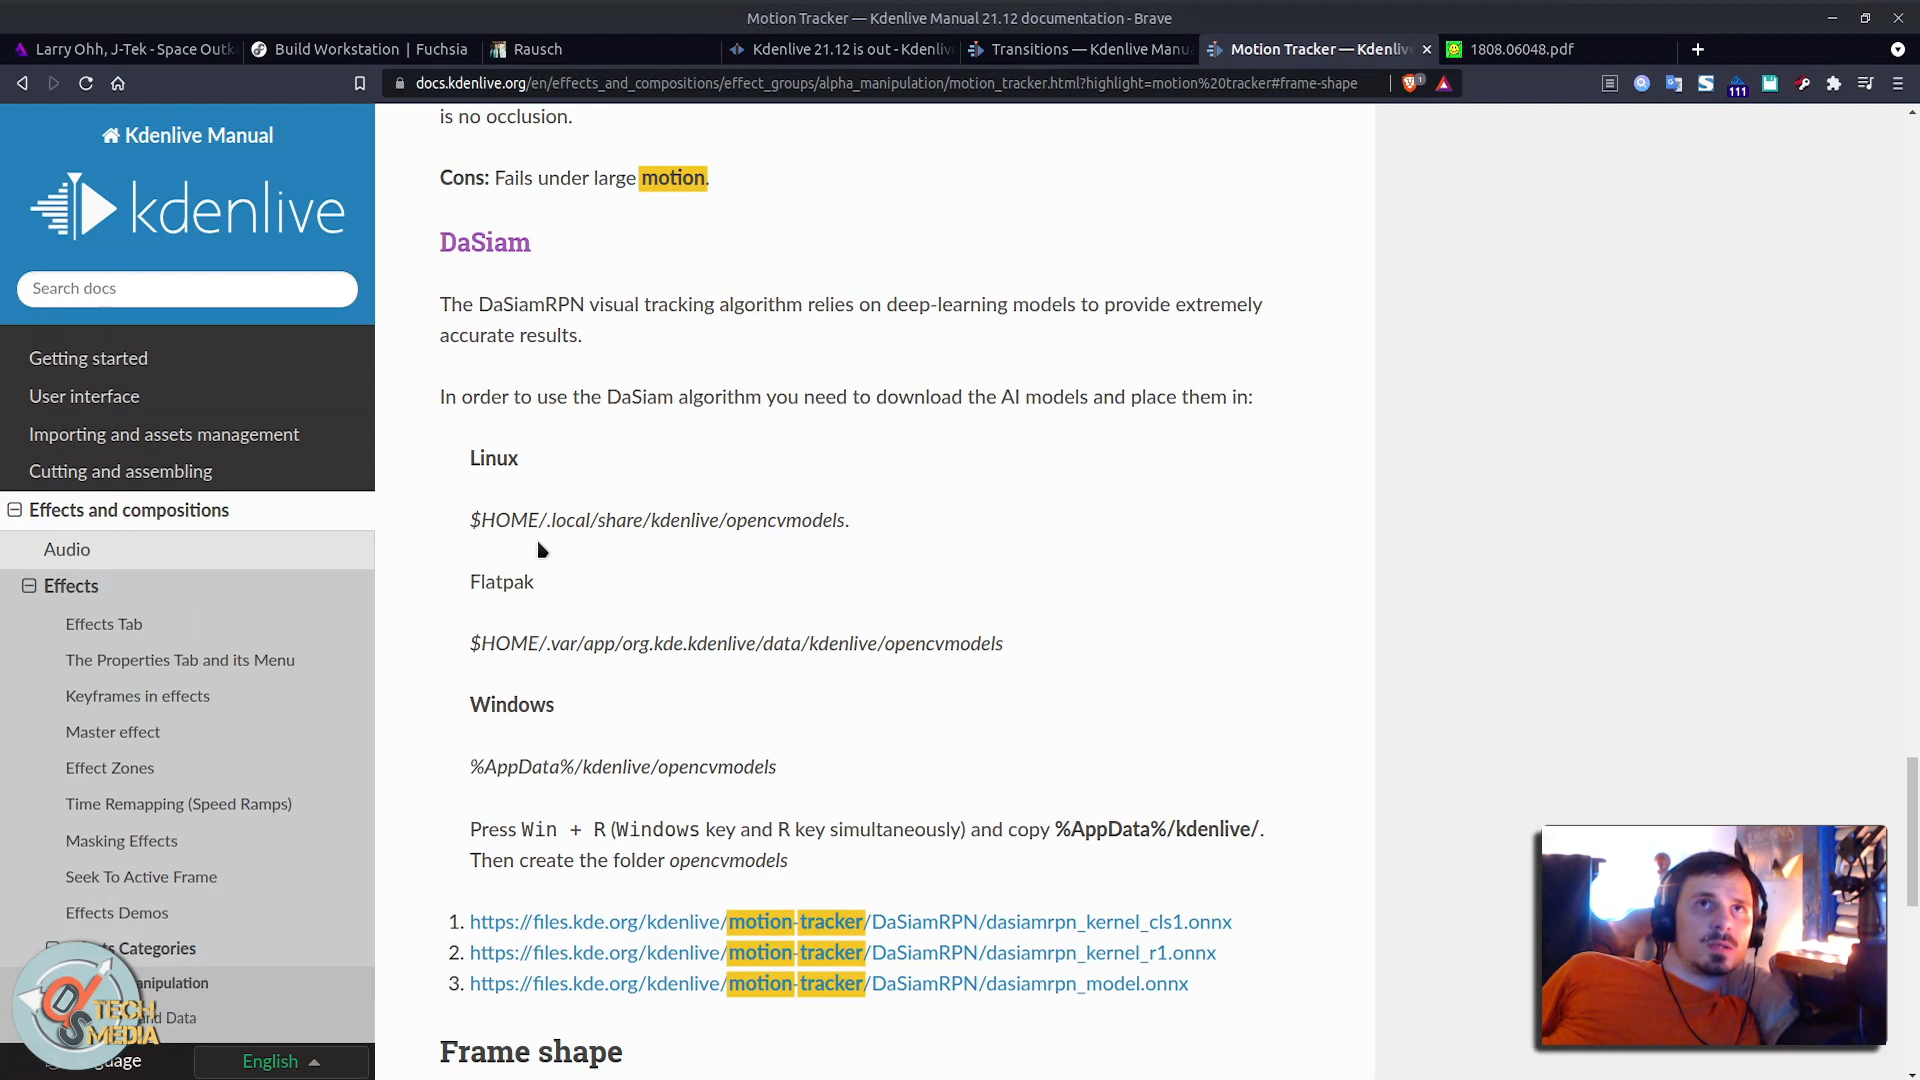 Motion Tracker — Kdenlive Manual 21.12 documentation - Brave
Larry Ohh, J-Tek - Space Outk
Build Workstation | Fuchsia
Rausch
Kdenlive 21.12 is out - Kdenliv
Transitions — Kdenlive Manua
Motion Tracker — Kdenliv
1808.06048.pdf
docs.kdenlive.org/en/effects_and_compositions/effect_groups/alpha_manipulation/motion_tracker.html?highlight=motion%20tracker#frame-shape
1
111
Kdenlive Manual
kdenlive
Search docs
Getting started
User interface
Importing and assets management
Cutting and assembling
Effects and compositions
Audio
Effects
Effects Tab
The Properties Tab and its Menu
Keyframes in effects
Master effect
Effect Zones
Time Remapping (Speed Ramps)
Masking Effects
Seek To Active Frame
Effects Demos
Categories
anipulation
and Data
TECH
MEDIA
English
is no occlusion.
Cons: Fails under large motion.
DaSiam
The DaSiamRPN visual tracking algorithm relies on deep-learning models to provide extremely
accurate results.
In order to use the DaSiam algorithm you need to download the AI models and place them in:
Linux
$HOME/.local/share/kdenlive/opencvmodels.
Flatpak
$HOME/.var/app/org.kde.kdenlive/data/kdenlive/opencvmodels
Windows
%AppData%/kdenlive/opencvmodels
Press Win + R (Windows key and R key simultaneously) and copy %AppData%/kdenlive/.
Then create the folder opencvmodels
1. https://files.kde.org/kdenlive/motion-tracker/DaSiamRPN/dasiamrpn_kernel_cls1.onnx
2. https://files.kde.org/kdenlive/motion-tracker/DaSiamRPN/dasiamrpn_kernel_r1.onnx
3. https://files.kde.org/kdenlive/motion-tracker/DaSiamRPN/dasiamrpn_model.onnx
Frame shape